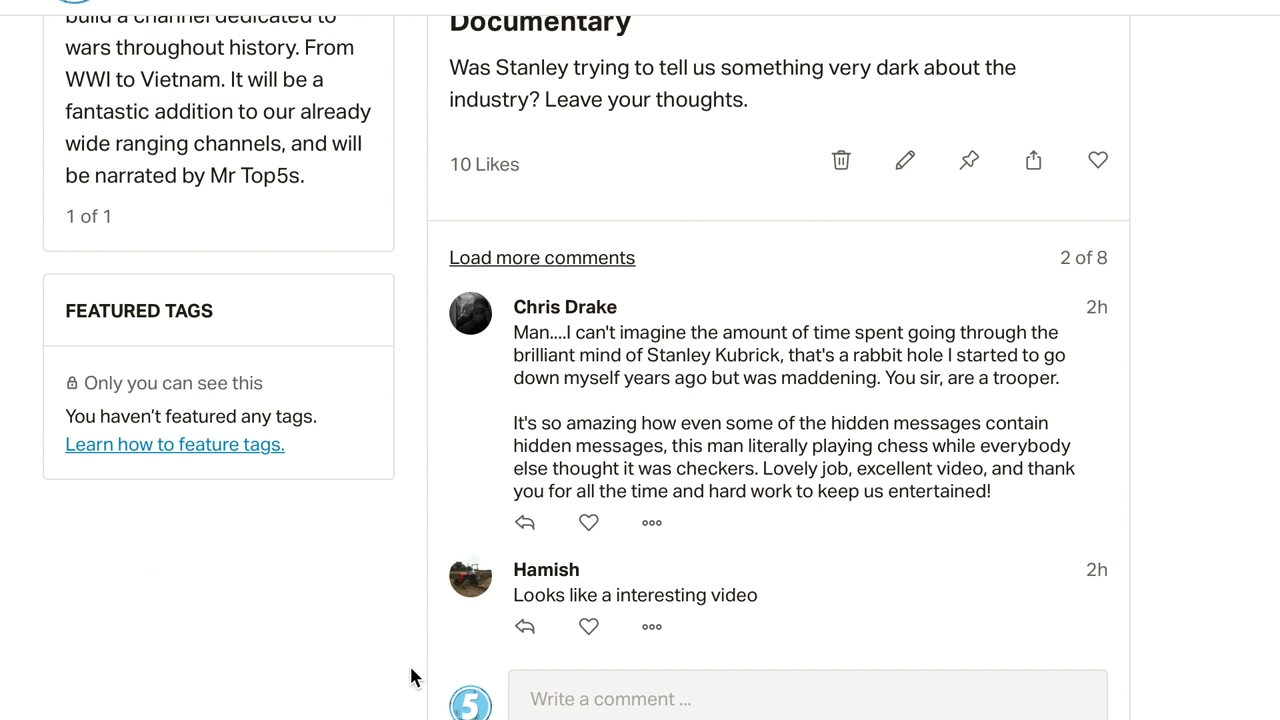 build a channel dedicated to
wars throughout history. From
WWI to Vietnam. It will be a
fantastic addition to our already
wide ranging channels, and will
be narrated by Mr Top5s.
1 of 1
FEATURED TAGS
Only you can see this
You haven’t featured any tags.
Learn how to feature tags.
Documentary
Was Stanley trying to tell us something very dark about the
industry? Leave your thoughts.
10 Likes
Load more comments
2 of 8
Chris Drake
2h
Man....I can't imagine the amount of time spent going through the
brilliant mind of Stanley Kubrick, that's a rabbit hole I started to go
down myself years ago but was maddening. You sir, are a trooper.
It's so amazing how even some of the hidden messages contain
hidden messages, this man literally playing chess while everybody
else thought it was checkers. Lovely job, excellent video, and thank
you for all the time and hard work to keep us entertained!
Hamish
2h
Looks like a interesting video
5
Write a comment ...